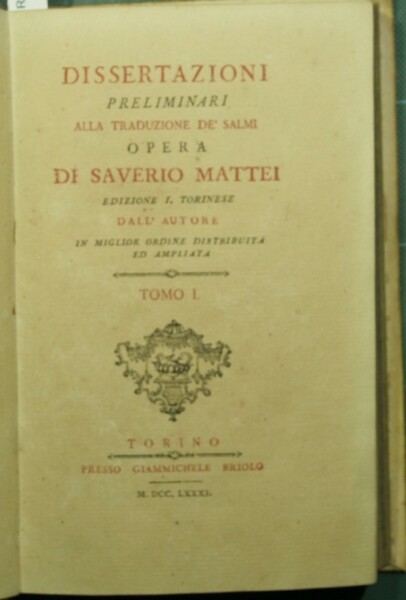 DISSERTAZIONI
PRELIMINARI
ALLA TRADUZIONE DE' SALMI
OPERA
DI SAVERIO MATTEI
EDIZIONE I. TORINESE
DALL' AUTORE
IN MIGLIOR ORDINE DISTRIBUITA
ED AMPLIATA
TOMO I.
TORINO
PRESSO GIAMMICHELE BRIOLO
M. DCC. LXXXI.